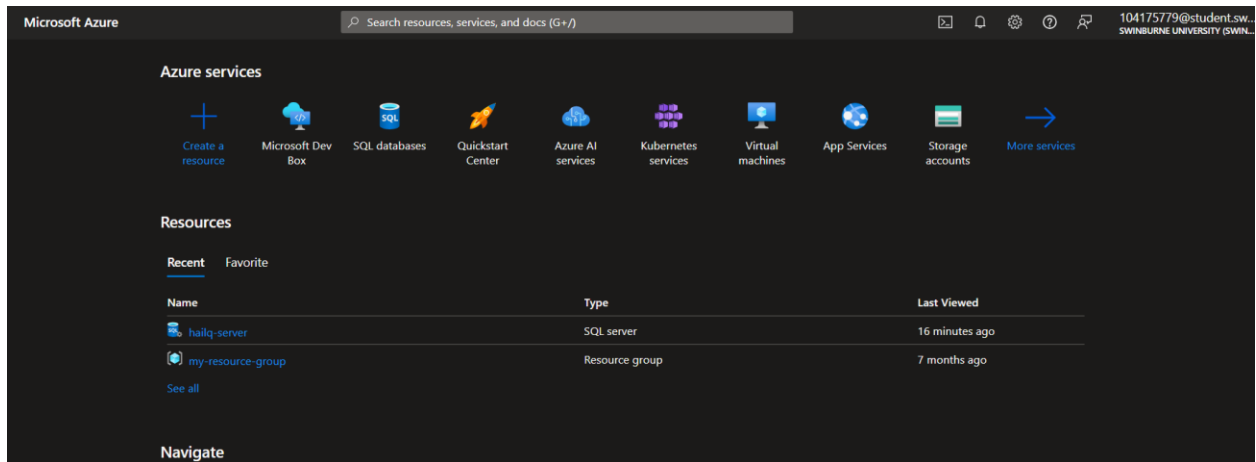 Microsoft Azure
Search resources, services, and docs (G+/)
104175779@student.sw...
SWINBURNE UNIVERSITY (SWIN...
Azure services
Create a resource
Microsoft Dev Box
SQL databases
Quickstart Center
Azure AI services
Kubernetes services
Virtual machines
App Services
Storage accounts
More services
Resources
Recent Favorite
Name Type Last Viewed
hailq-server SQL server 16 minutes ago
my-resource-group Resource group 7 months ago
See all
Navigate